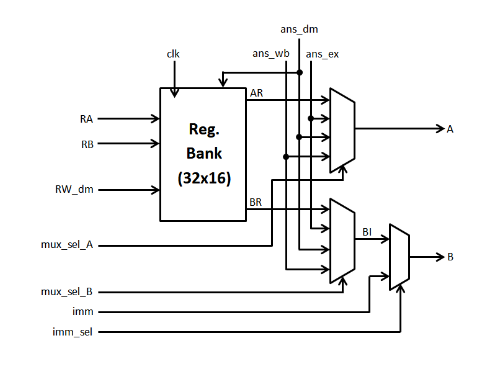 ans_dm
clk
ans_wb
ans_ex
AR
RA
Reg.
A
RB
Bank
(32x16)
RW_dm
BR
BI
mux_sel_A
B
mux_sel_B
imm
imm_sel